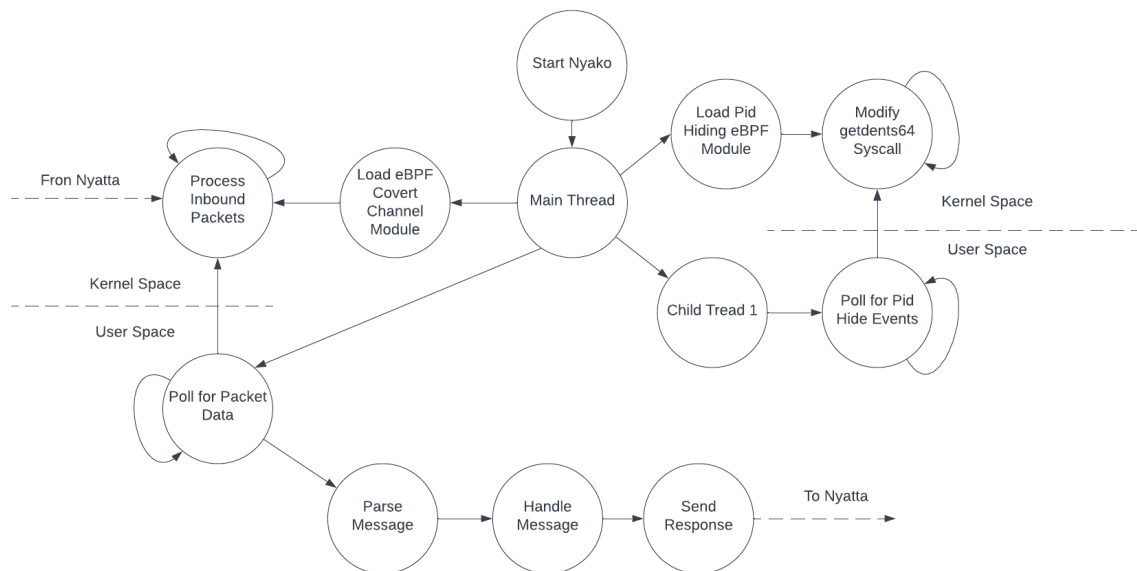 Start Nyako
Load Pid
Hiding eBPF
Module
Modify
getdents64
Syscall
Fron Nyatta
Process
Inbound
Packets
Load eBPF
Covert
Channel
Module
Main Thread
Kernel Space
User Space
Kernel Space
User Space
Child Tread 1
Poll for Pid
Hide Events
Poll for Packet
Data
Parse
Message
Handle
Message
Send
Response
To Nyatta